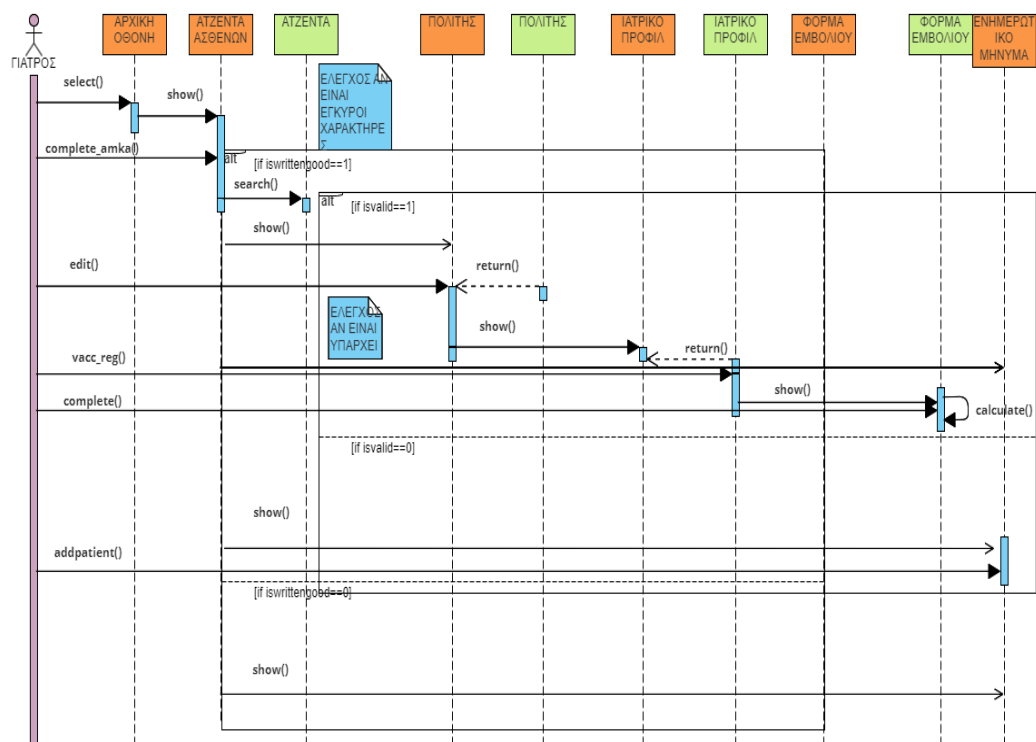 ΓΙΑΤΡΟΣ
ΑΡΧΙΚΗ
ΟΘΟΝΗ
ΑΤΖΕΝΤΑ
ΑΣΘΕΝΩΝ
ΑΤΖΕΝΤΑ
ΠΟΛΙΤΗΣ
ΠΟΛΙΤΗΣ
ΙΑΤΡΙΚΟ
ΠΡΟΦΙΛ
ΙΑΤΡΙΚΟ
ΠΡΟΦΙΛ
ΦΟΡΜΑ
ΕΜΒΟΛΙΟΥ
ΦΟΡΜΑ
ΕΜΒΟΛΙΟΥ
ΕΝΗΜΕΡΩΤ
ΙΚΟ
ΜΗΝΥΜΑ
select()
show()
ΕΛΕΓΧΟΣ ΑΝ
ΕΙΝΑΙ
ΕΓΚΥΡΟΙ
ΧΑΡΑΚΤΗΡΕ
Σ
complete_amka()
alt
[if iswrittengood==1]
search()
alt
[if isvalid==1]
show()
edit()
return()
ΕΛΕΓΧΟΣ
ΑΝ ΕΙΝΑΙ
ΥΠΑΡΧΕΙ
show()
return()
vacc_reg()
show()
complete()
calculate()
[if isvalid==0]
show()
addpatient()
[if iswrittengood==0]
show()